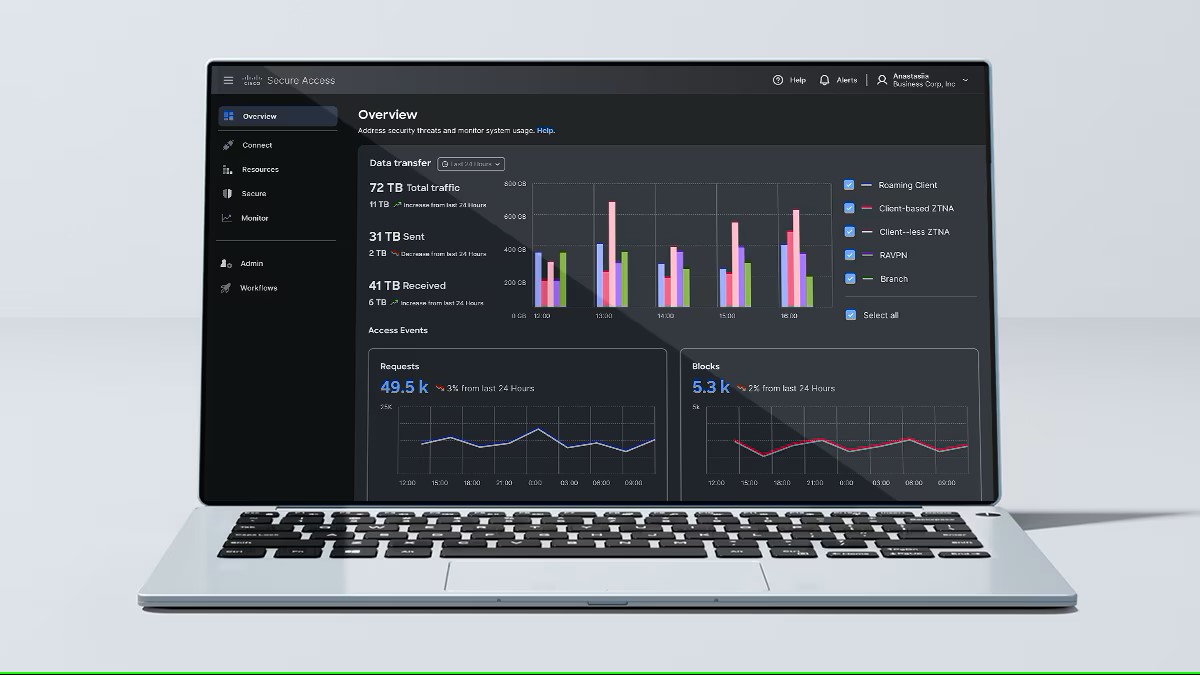 CISCO Secure Access
Help
Alerts
Anastasiia
Business Corp, Inc
Overview
Connect
Resources
Secure
Monitor
Admin
Workflows
Overview
Address security threats and monitor system usage. Help.
Data transfer
Last 24 Hours
72 TB Total traffic
11 TB Increase from last 24 Hours
31 TB Sent
2 TB Decrease from last 24 Hours
41 TB Received
6 TB Increase from last 24 Hours
800 GB
600 GB
400 GB
200 GB
0 GB
12:00 13:00 14:00 15:00 16:00
Roaming Client
Client-based ZTNA
Client--less ZTNA
RAVPN
Branch
Select all
Access Events
Requests
49.5 k 3% from last 24 Hours
25K
12:00 15:00 18:00 21:00 0:00 03:00 06:00 09:00
Blocks
5.3 k 2% from last 24 Hours
5k
12:00 15:00 18:00 21:00 0:00 03:00 06:00 09:00